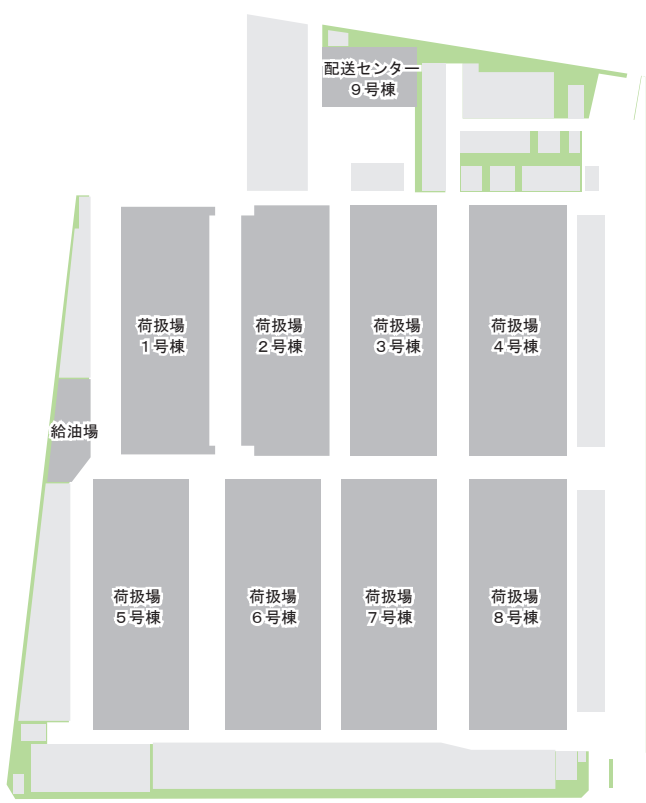 配送センター
９号棟
荷扱場
１号棟
荷扱場
２号棟
荷扱場
３号棟
荷扱場
４号棟
給油場
荷扱場
５号棟
荷扱場
６号棟
荷扱場
７号棟
荷扱場
８号棟